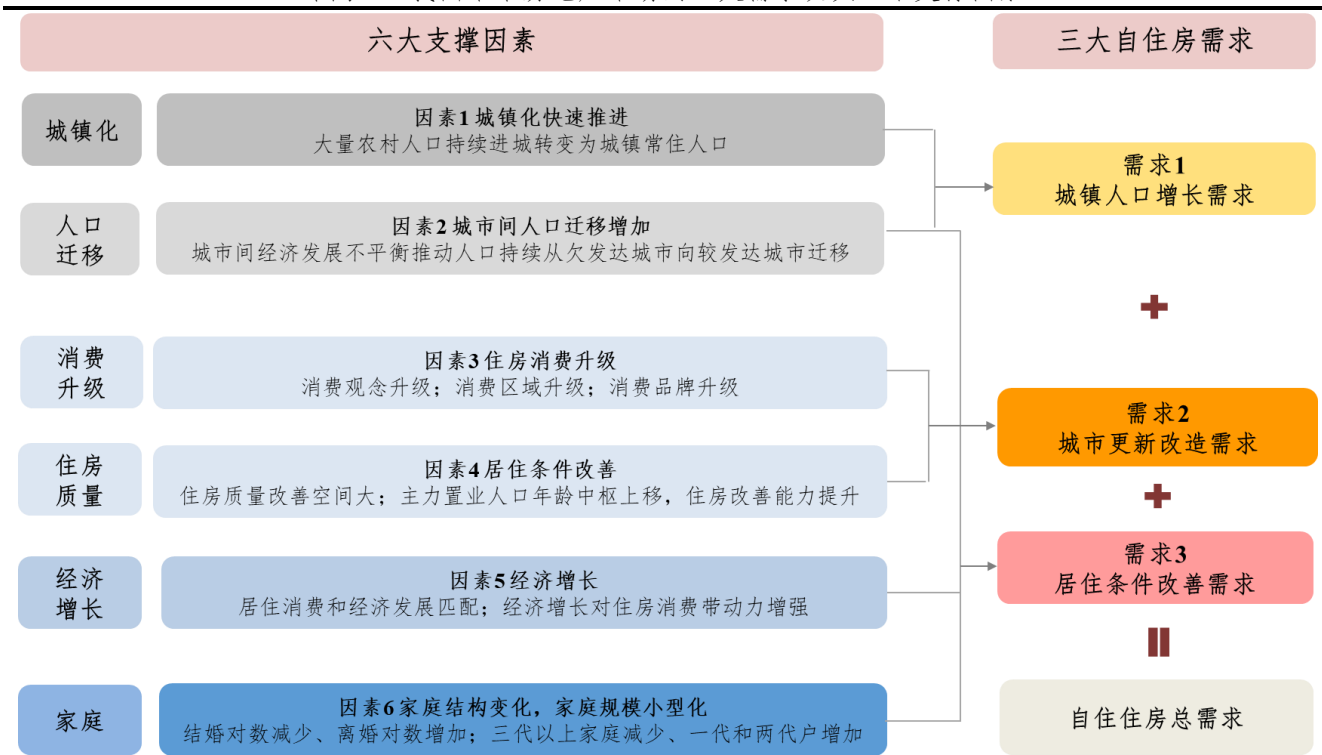 六大支撑因素
三大自住房需求
城镇化
因素1城镇化快速推进
大量农村人口持续进城转变为城镇常住人口
人口
迁移
因素2城市间人口迁移增加
城市间经济发展不平衡推动人口持续从欠发达城市向较发达城市迁移
消费
升级
因素3住房消费升级
消费观念升级；消费区域升级；消费品牌升级
住房
质量
因素4居住条件改善
住房质量改善空间大；主力置业人口年龄中枢上移，住房改善能力提升
经济
增长
因素5经济增长
居住消费和经济发展匹配；经济增长对住房消费带动力增强
家庭
因素6家庭结构变化，家庭规模小型化
结婚对数减少、离婚对数增加；三代以上家庭减少、一代和两代户增加
需求1
城镇人口增长需求
+
需求2
城市更新改造需求
+
需求3
居住条件改善需求
自住住房总需求